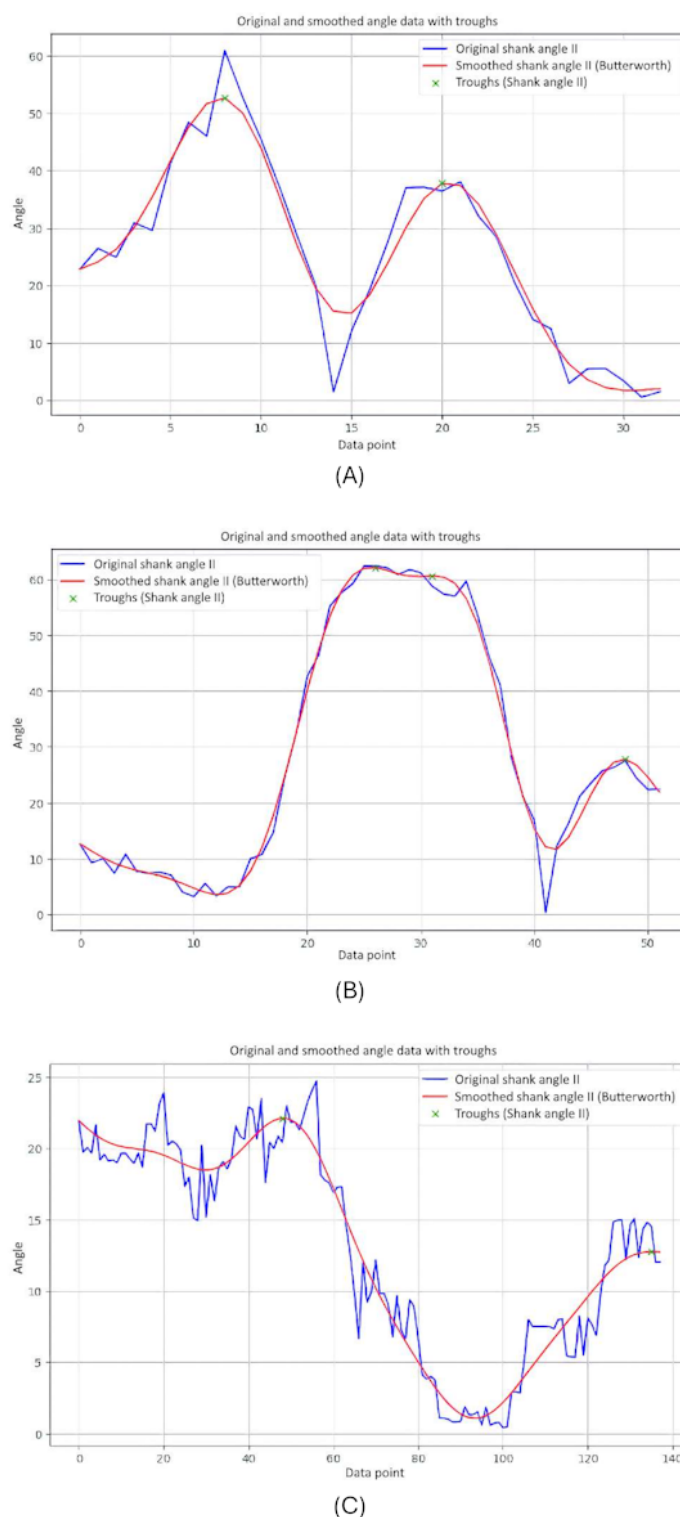 Original and smoothed angle data with troughs
Original shank angle II
Smoothed shank angle II (Butterworth)
Troughs (Shank angle II)
60
50
40
30
20
10
0
Angle
0 5 10 15 20 25 30
Data point
(A)
Original and smoothed angle data with troughs
Original shank angle II
Smoothed shank angle II (Butterworth)
Troughs (Shank angle II)
60
50
40
30
20
10
0
Angle
0 10 20 30 40 50
Data point
(B)
Original and smoothed angle data with troughs
Original shank angle II
Smoothed shank angle II (Butterworth)
Troughs (Shank angle II)
25
20
15
10
5
0
Angle
0 20 40 60 80 100 120 140
Data point
(C)